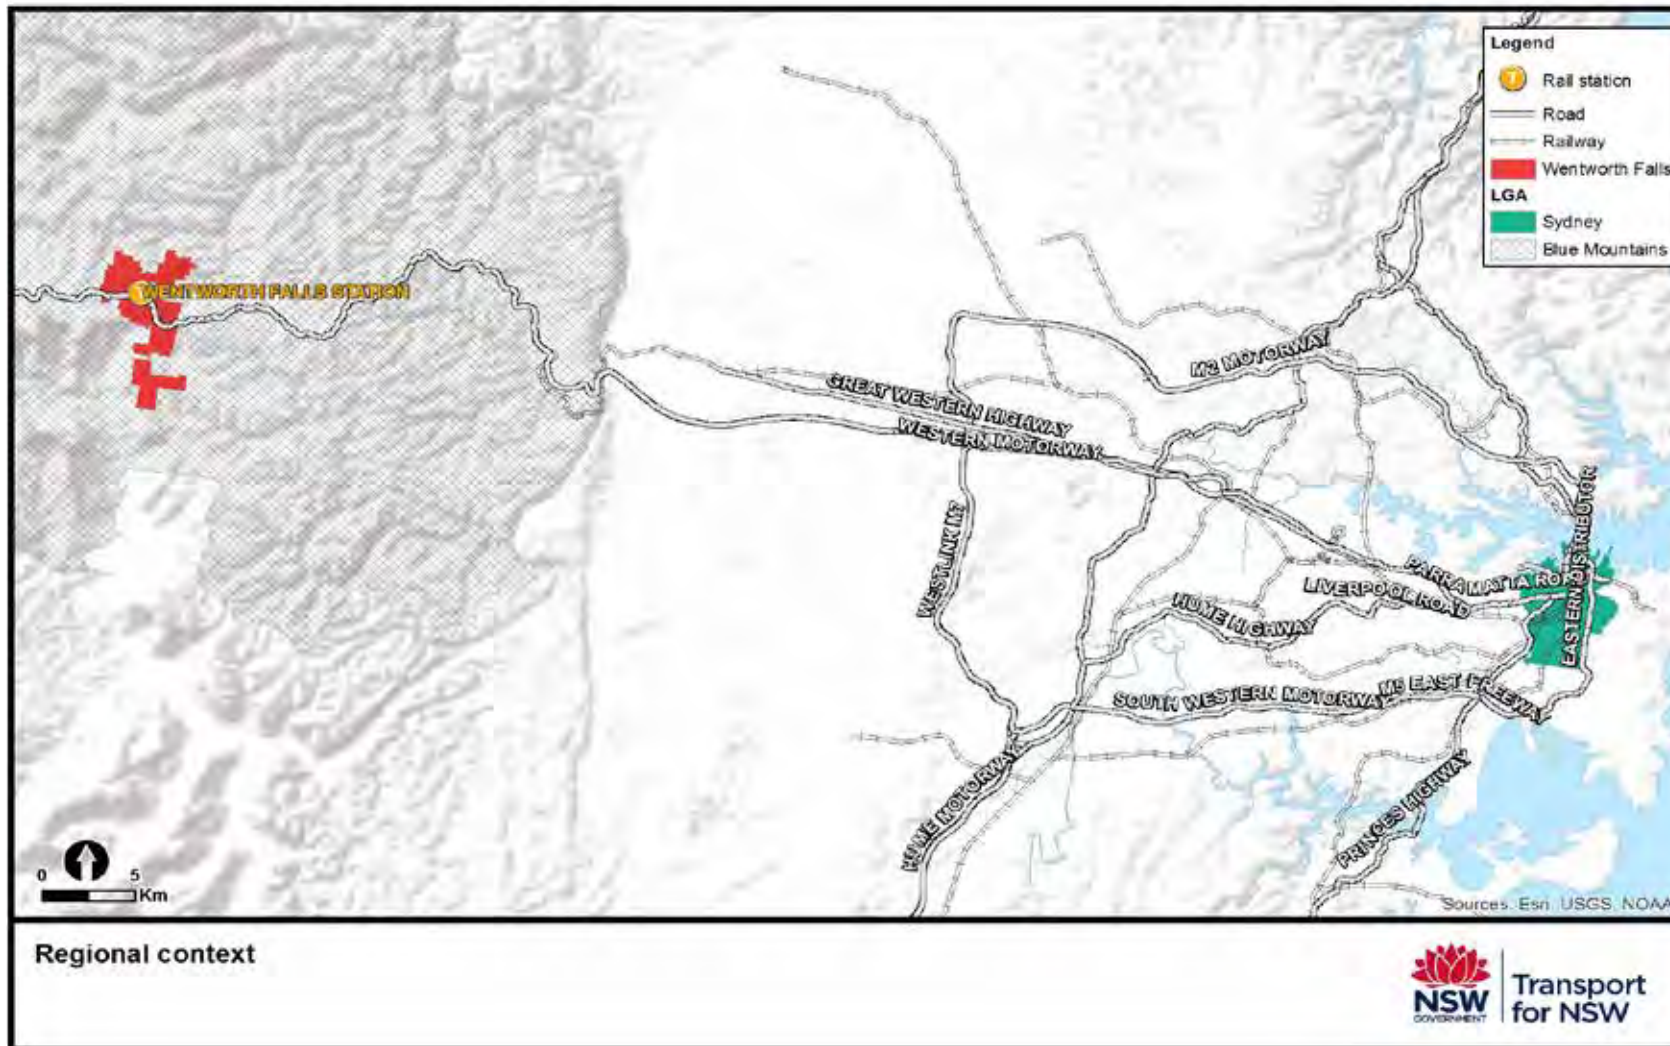 Legend
T Rail station
Road
Railway
Wentworth Falls
LGA
Sydney
Blue Mountains
WENTWORTH FALLS STATION
M2 MOTORWAY
GREAT WESTERN HIGHWAY
WESTERN MOTORWAY
EASTERN DISTRIBUTOR
WESTLINK M7
PARRAMATTA ROAD
LIVERPOOL ROAD
HUME HIGHWAY
SOUTH WESTERN MOTORWAY
M5 EAST FREEWAY
HUME MOTORWAY
PRINCES HIGHWAY
0 5
Km
Sources: Esri, USGS, NOAA
Regional context
NSW
GOVERNMENT
Transport
for NSW